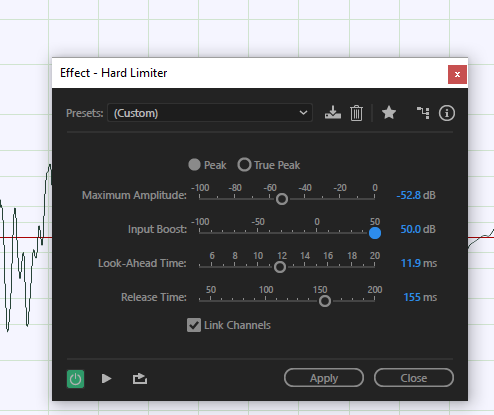 Effect - Hard Limiter
x
Presets: (Custom)
Peak True Peak
-100 -80 -60 -40 -20 0
Maximum Amplitude: -52.8 dB
-100 -50 0 50
Input Boost: 50.0 dB
6 8 10 12 14 16 18 20
Look-Ahead Time: 11.9 ms
50 100 150 200
Release Time: 155 ms
Link Channels
Apply Close